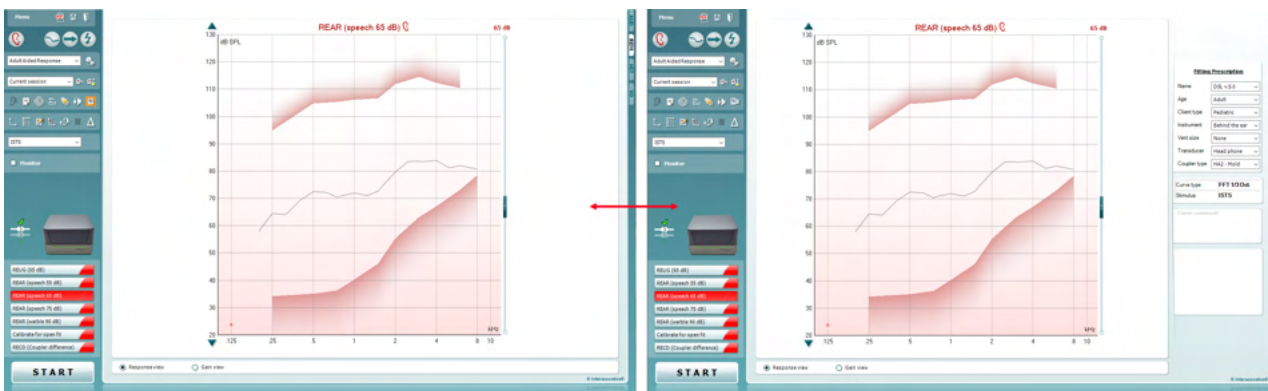 Menu
Adult Aided Response
Current session
ISTS
Monitor
REUG (65 dB)
REAR (speech 55 dB)
REAR (speech 65 dB)
REAR (speech 75 dB)
REAR (warble 90 dB)
Calibrate for open fit
RECD (Coupler difference)
START
REAR (speech 65 dB)
65 dB
dB SPL
130
120
110
100
90
80
70
60
50
40
30
20
kHz
.125 .25 .5 1 2 4 8 10
Response view Gain view
© Interacoustics®
Menu
Adult Aided Response
Current session
ISTS
Monitor
REUG (65 dB)
REAR (speech 55 dB)
REAR (speech 65 dB)
REAR (speech 75 dB)
REAR (warble 90 dB)
Calibrate for open fit
RECD (Coupler difference)
START
REAR (speech 65 dB)
65 dB
dB SPL
130
120
110
100
90
80
70
60
50
40
30
20
kHz
.125 .25 .5 1 2 4 8 10
Response view Gain view
Fitting Prescription
Name DSL v.5.0
Age Adult
Client type Pediatric
Instrument Behind the ear
Vent size None
Transducer Head phone
Coupler type HA2 - Mold
Curve type FFT 1/3 Oct
Stimulus ISTS
Curve comment
© Interacoustics®